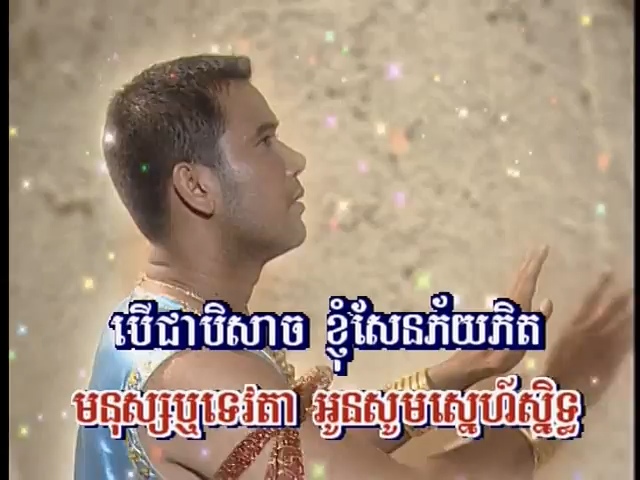 បើជាបិសាច ខ្ញុំសែនភ័យភិត
មនុស្សឬទេវតា អូនសូមស្នេហ៍ស្និទ្ធ